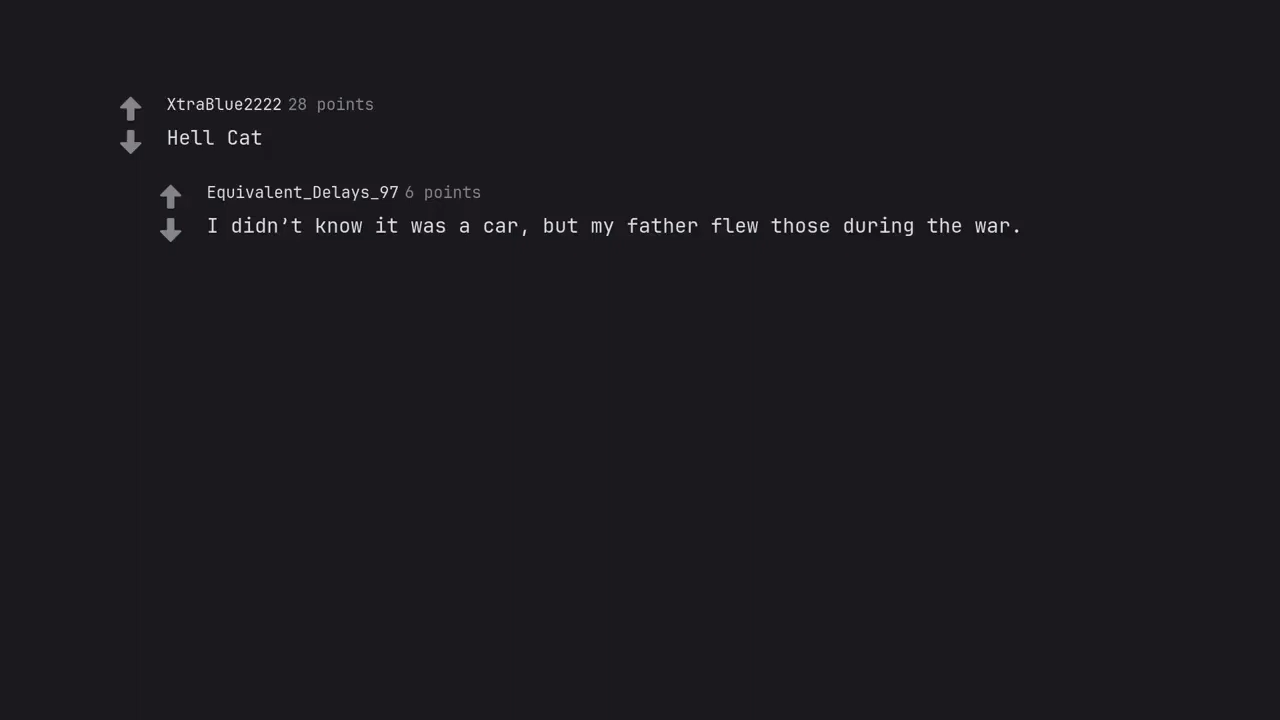 XtraBlue2222 28 points
Hell Cat
Equivalent_Delays_97 6 points
I didn’t know it was a car, but my father flew those during the war.